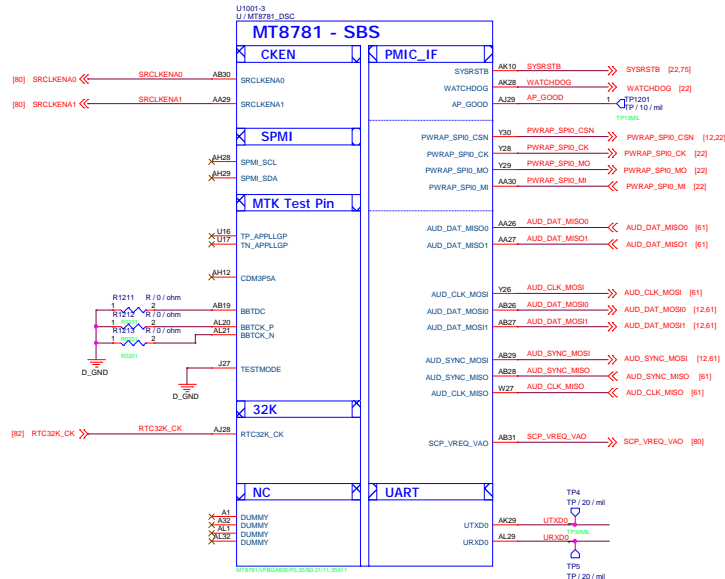 U1001-3
U / MT8781_DSC
MT8781 - SBS
CKEN
PMIC_IF
[80] SRCLKENA0 SRCLKENA0 AB30 SRCLKENA0
[80] SRCLKENA1 SRCLKENA1 AA29 SRCLKENA1
SYSRSTB AK10 SYSRSTB SYSRSTB [22,75]
WATCHDOG AK28 WATCHDOG WATCHDOG [22]
AP_GOOD AJ29 AP_GOOD 1 TP1201
TP / 10 / mil
TP10MIL
SPMI
AH28 SPMI_SCL
AH29 SPMI_SDA
PWRAP_SPI0_CSN Y30 PWRAP_SPI0_CSN PWRAP_SPI0_CSN [12,22]
PWRAP_SPI0_CK Y28 PWRAP_SPI0_CK PWRAP_SPI0_CK [22]
PWRAP_SPI0_MO Y29 PWRAP_SPI0_MO PWRAP_SPI0_MO [22]
PWRAP_SPI0_MI AA30 PWRAP_SPI0_MI PWRAP_SPI0_MI [22]
MTK Test Pin
U16 TP_APPLLGP
U17 TN_APPLLGP
AH12 CDM3P5A
AUD_DAT_MISO0 AA26 AUD_DAT_MISO0 AUD_DAT_MISO0 [61]
AUD_DAT_MISO1 AA27 AUD_DAT_MISO1 AUD_DAT_MISO1 [61]
R1211 R / 0 / ohm
1 2 AB19 BBTDC
R1212 R / 0 / ohm
R0201
1 2 AL20 BBTCK_P
R1213 R / 0 / ohm
R0201
1 2 AL21 BBTCK_N
R0201
D_GND
J27 TESTMODE
D_GND
AUD_CLK_MOSI Y26 AUD_CLK_MOSI AUD_CLK_MOSI [61]
AUD_DAT_MOSI0 AB26 AUD_DAT_MOSI0 AUD_DAT_MOSI0 [12,61]
AUD_DAT_MOSI1 AB27 AUD_DAT_MOSI1 AUD_DAT_MOSI1 [12,61]
AUD_SYNC_MOSI AB29 AUD_SYNC_MOSI AUD_SYNC_MOSI [12,61]
AUD_SYNC_MISO AB28 AUD_SYNC_MISO AUD_SYNC_MISO [61]
AUD_CLK_MISO W27 AUD_CLK_MISO AUD_CLK_MISO [61]
32K
[82] RTC32K_CK RTC32K_CK AJ28 RTC32K_CK
SCP_VREQ_VAO AB31 SCP_VREQ_VAO SCP_VREQ_VAO [80]
NC
UART
A1 DUMMY
A32 DUMMY
AL1 DUMMY
AL32 DUMMY
TP4
TP / 20 / mil
UTXD0 AK29 UTXD0
TP20MIL
URXD0 AL29 URXD0
TP5
TP / 20 / mil